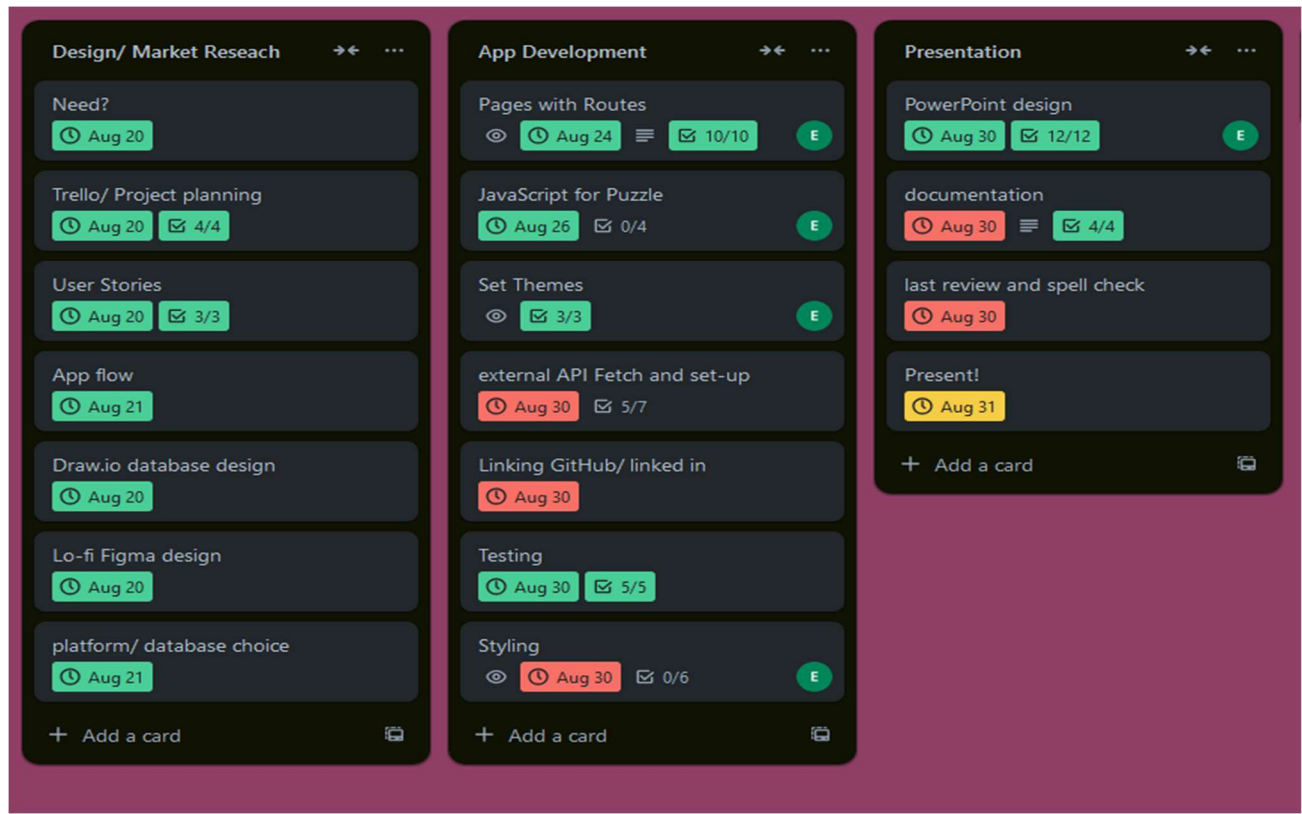 Design/ Market Reseach
Need?
Aug 20
Trello/ Project planning
Aug 20 4/4
User Stories
Aug 20 3/3
App flow
Aug 21
Draw.io database design
Aug 20
Lo-fi Figma design
Aug 20
platform/ database choice
Aug 21
+ Add a card
App Development
Pages with Routes
Aug 24 10/10 E
JavaScript for Puzzle
Aug 26 0/4 E
Set Themes
3/3 E
external API Fetch and set-up
Aug 30 5/7
Linking GitHub/ linked in
Aug 30
Testing
Aug 30 5/5
Styling
Aug 30 0/6 E
+ Add a card
Presentation
PowerPoint design
Aug 30 12/12 E
documentation
Aug 30 4/4
last review and spell check
Aug 30
Present!
Aug 31
+ Add a card